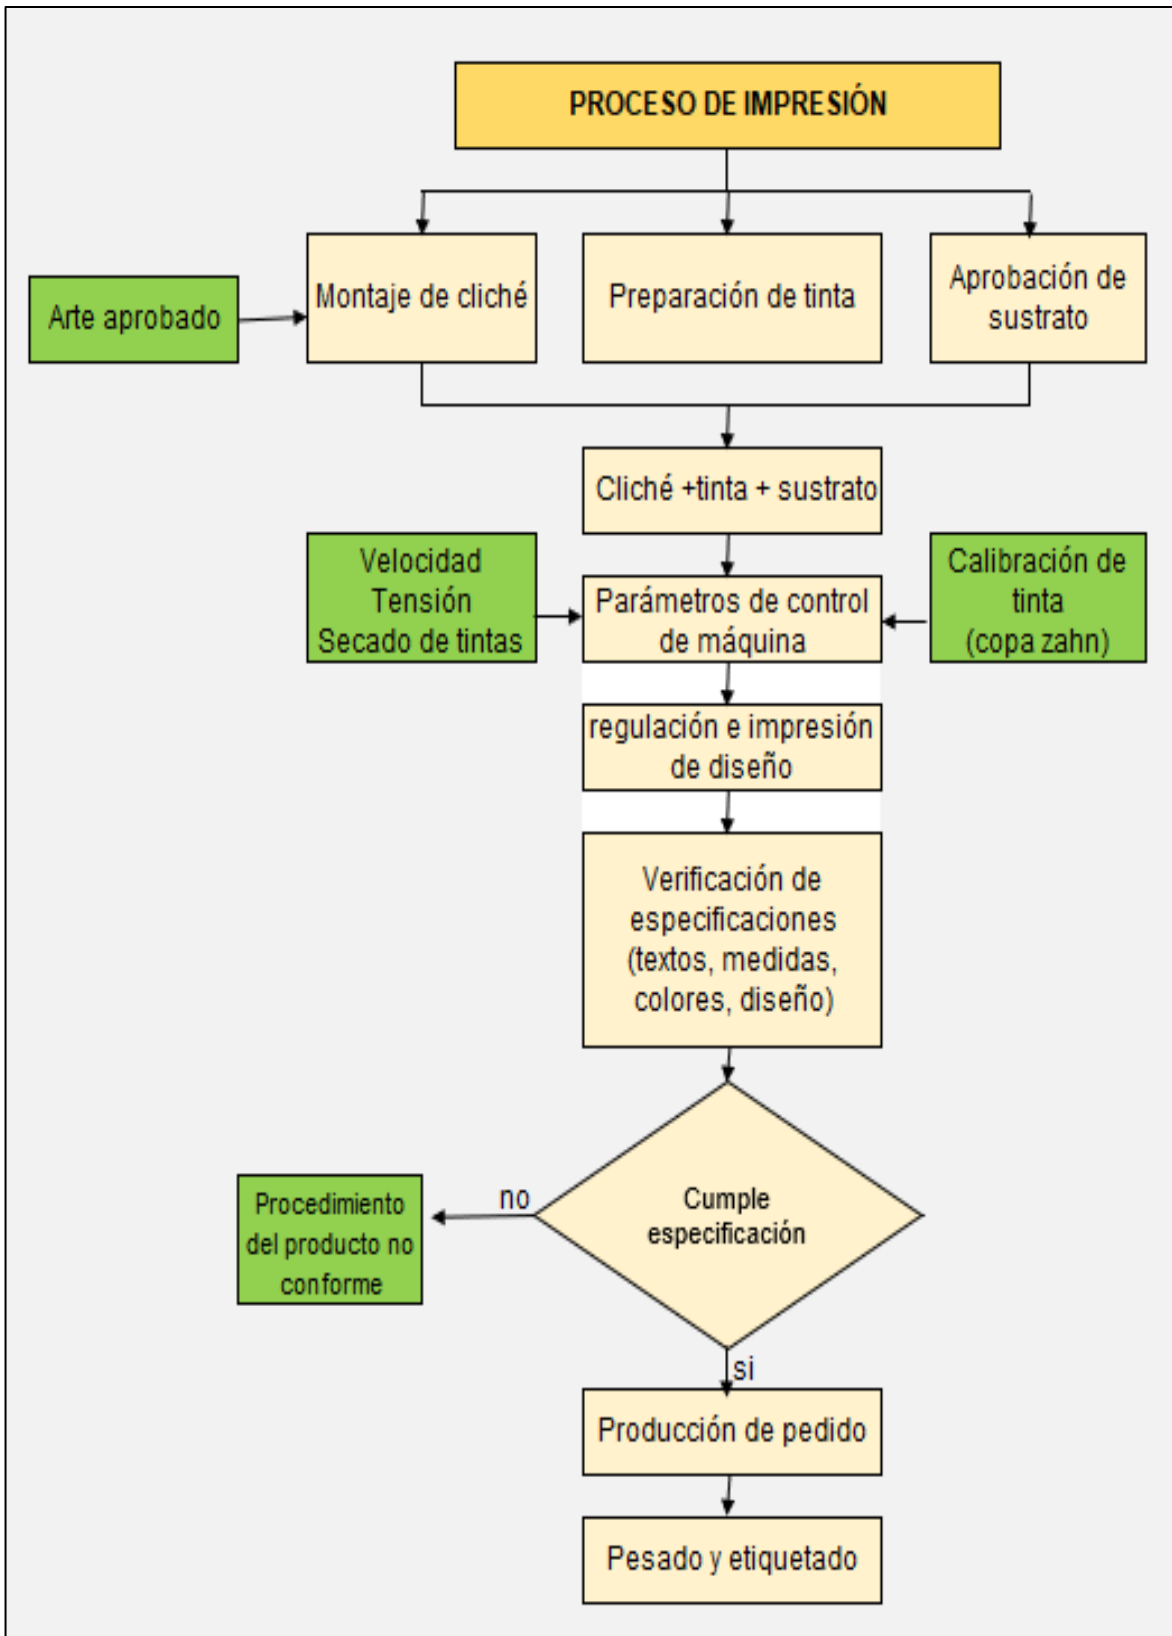 PROCESO DE IMPRESIÓN
Arte aprobado
Montaje de cliché
Preparación de tinta
Aprobación de
sustrato
Cliché +tinta + sustrato
Velocidad
Tensión
Secado de tintas
Parámetros de control
de máquina
Calibración de
tinta
(copa zahn)
regulación e impresión
de diseño
Verificación de
especificaciones
(textos, medidas,
colores, diseño)
Cumple
especificación
no
Procedimiento
del producto no
conforme
si
Producción de pedido
Pesado y etiquetado